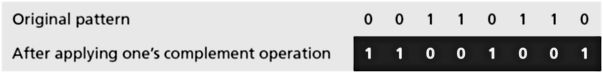 Original pattern 0 0 1 1 0 1 1 0
After applying one's complement operation 1 1 0 0 1 0 0 1